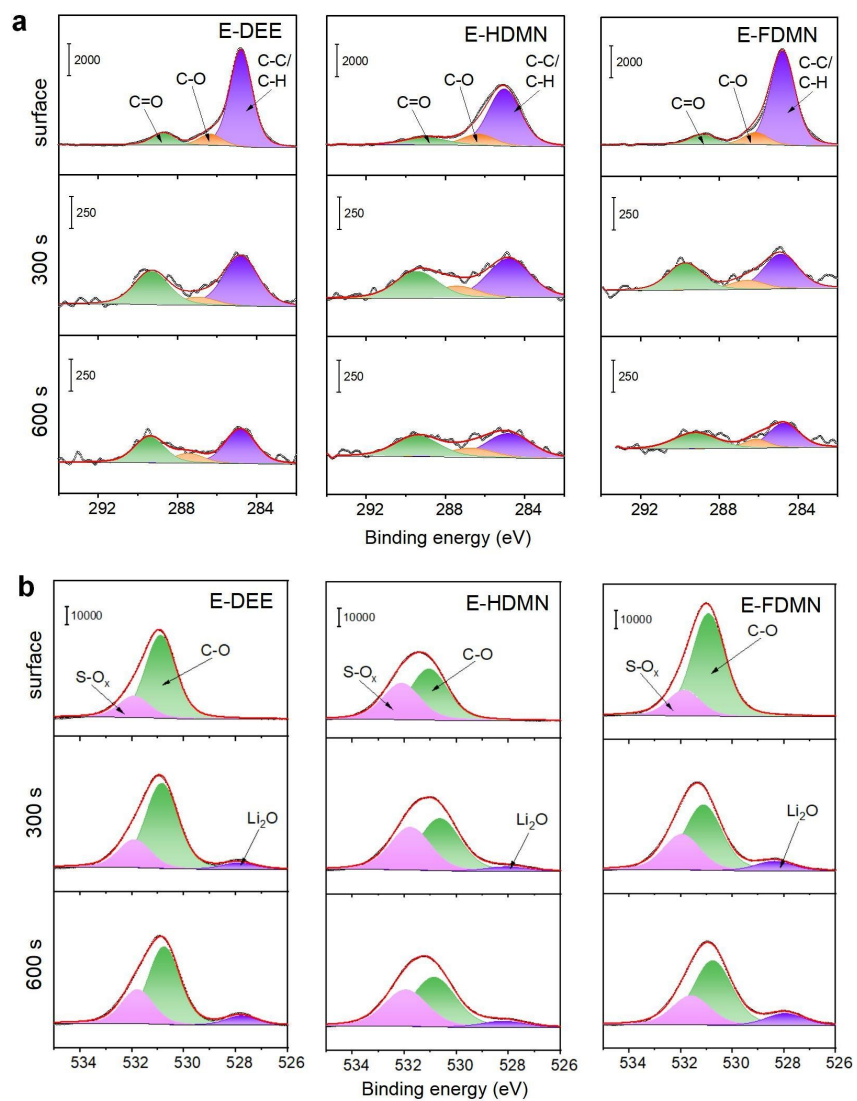 a
E-DEE
E-HDMN
E-FDMN
surface
2000
C=O
C-O
C-C/
C-H
2000
C=O
C-O
C-C/
C-H
2000
C=O
C-O
C-C/
C-H
300 s
250
250
250
600 s
250
250
250
292 288 284
292 288 284
292 288 284
Binding energy (eV)
b
E-DEE
E-HDMN
E-FDMN
surface
10000
S-Oₓ
C-O
10000
S-Oₓ
C-O
10000
S-Oₓ
C-O
300 s
Li₂O
Li₂O
Li₂O
600 s
534 532 530 528 526
534 532 530 528 526
534 532 530 528 526
Binding energy (eV)